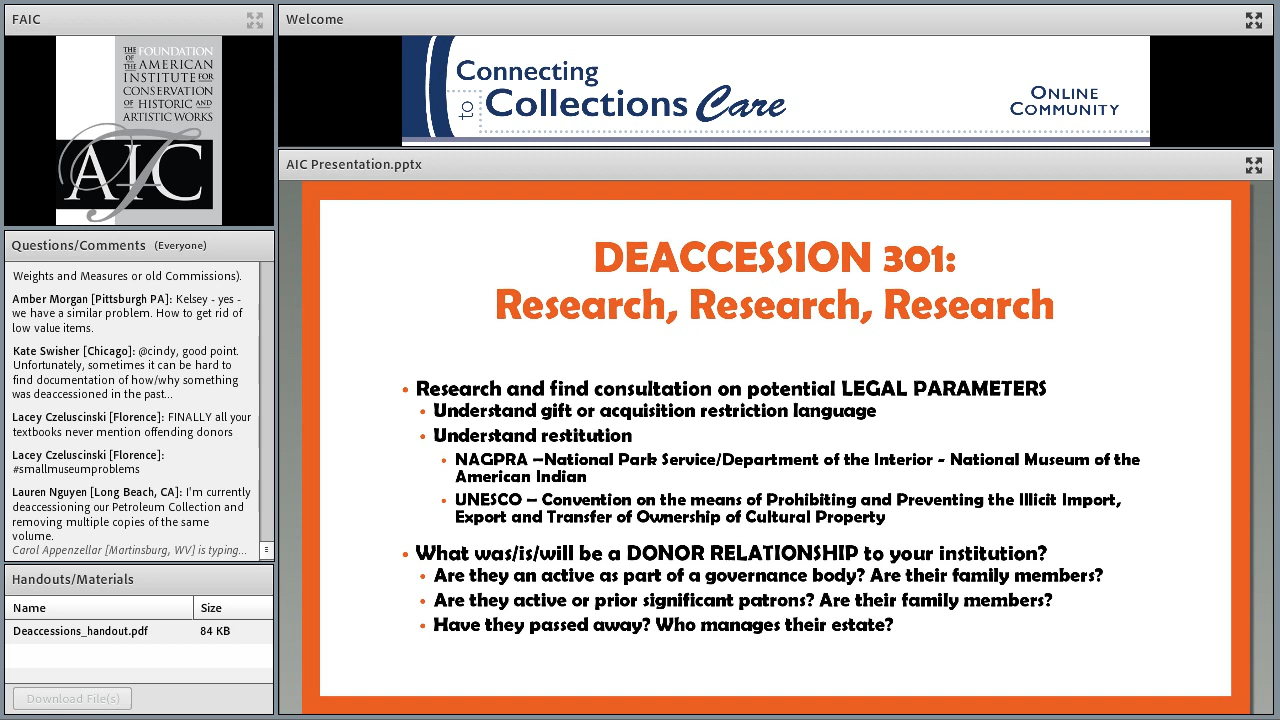 FAIC
THE FOUNDATION
OF THE AMERICAN
INSTITUTE FOR
CONSERVATION
OF HISTORIC AND
ARTISTIC WORKS
AIC
Questions/Comments (Everyone)
Weights and Measures or old Commissions).
Amber Morgan [Pittsburgh PA]: Kelsey - yes -
we have a similar problem. How to get rid of
low value items.
Kate Swisher [Chicago]: @cindy, good point.
Unfortunately, sometimes it can be hard to
find documentation of how/why something
was deaccessioned in the past...
Lacey Czeluscinski [Florence]: FINALLY all your
textbooks never mention offending donors
Lacey Czeluscinski [Florence]:
#smallmuseumproblems
Lauren Nguyen [Long Beach, CA]: I'm currently
deaccessioning our Petroleum Collection and
removing multiple copies of the same
volume.
Carol Appenzellar [Martinsburg, WV] is typing...
Handouts/Materials
Name Size
Deaccessions_handout.pdf 84 KB
Download File(s)
Welcome
Connecting
to Collections Care
ONLINE
COMMUNITY
AIC Presentation.pptx
DEACCESSION 301:
Research, Research, Research
• Research and find consultation on potential LEGAL PARAMETERS
• Understand gift or acquisition restriction language
• Understand restitution
• NAGPRA –National Park Service/Department of the Interior - National Museum of the
American Indian
• UNESCO – Convention on the means of Prohibiting and Preventing the Illicit Import,
Export and Transfer of Ownership of Cultural Property
• What was/is/will be a DONOR RELATIONSHIP to your institution?
• Are they an active as part of a governance body? Are their family members?
• Are they active or prior significant patrons? Are their family members?
• Have they passed away? Who manages their estate?